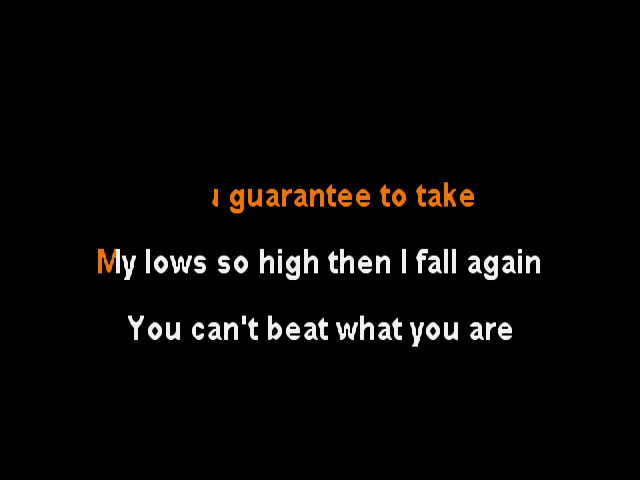 guarantee to take
My lows so high then I fall again
You can't beat what you are